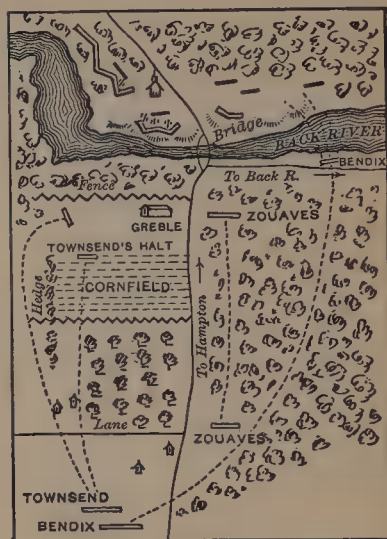 Bridge
BACK RIVER
BENDIX
To Back R.
Fence
GREBLE
ZOUAVES
TOWNSEND'S HALT
Hedge
CORNFIELD
To Hampton
Lane
ZOUAVES
TOWNSEND
BENDIX